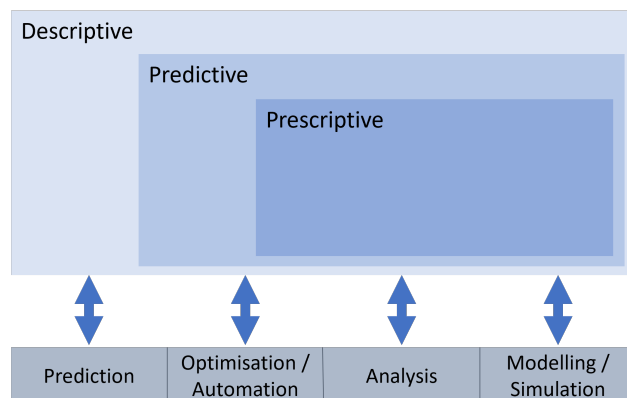 Descriptive
Predictive
Prescriptive
Prediction
Optimisation /
Automation
Analysis
Modelling /
Simulation